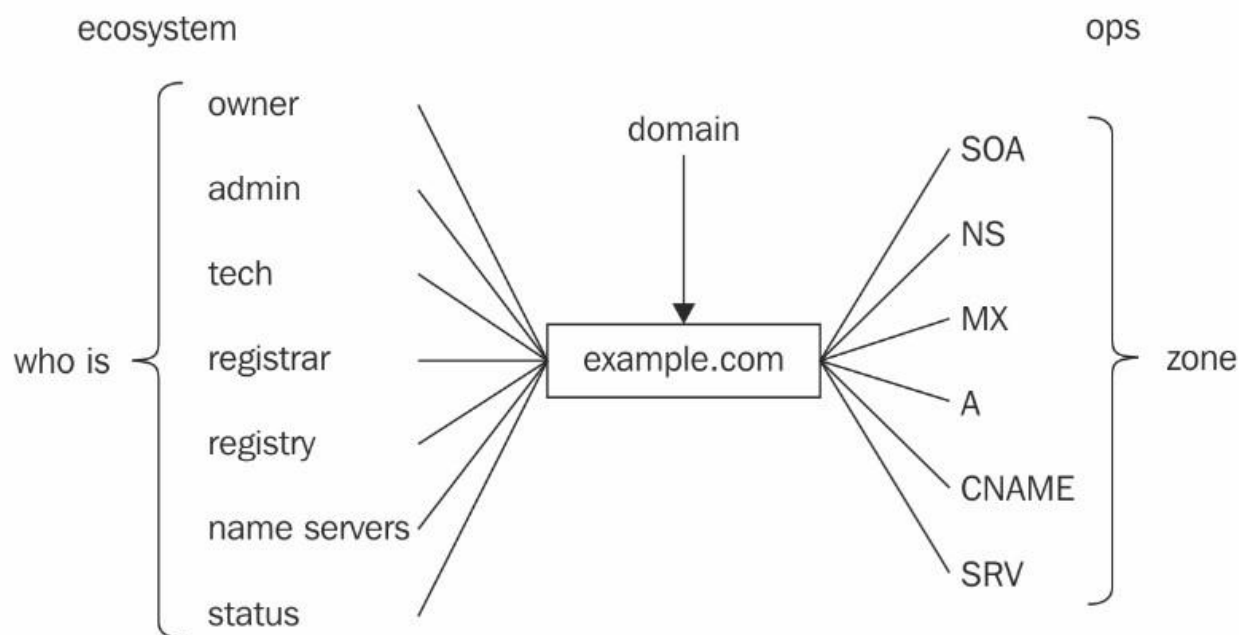 ecosystem
ops
owner
admin
tech
who is
registrar
registry
name servers
status
domain
example.com
SOA
NS
MX
A
CNAME
SRV
zone